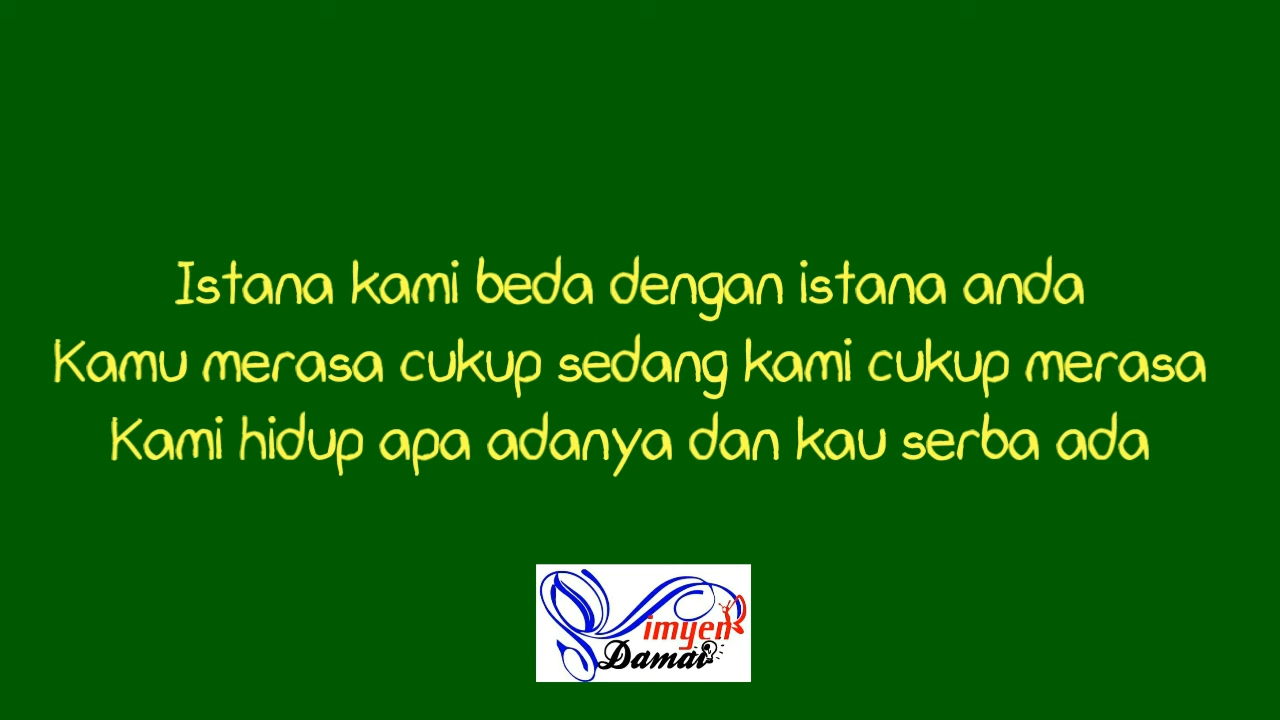 Istana kami beda dengan istana anda
Kamu merasa cukup sedang kami cukup merasa
Kami hidup apa adanya dan kau serba ada
imyen
Damai